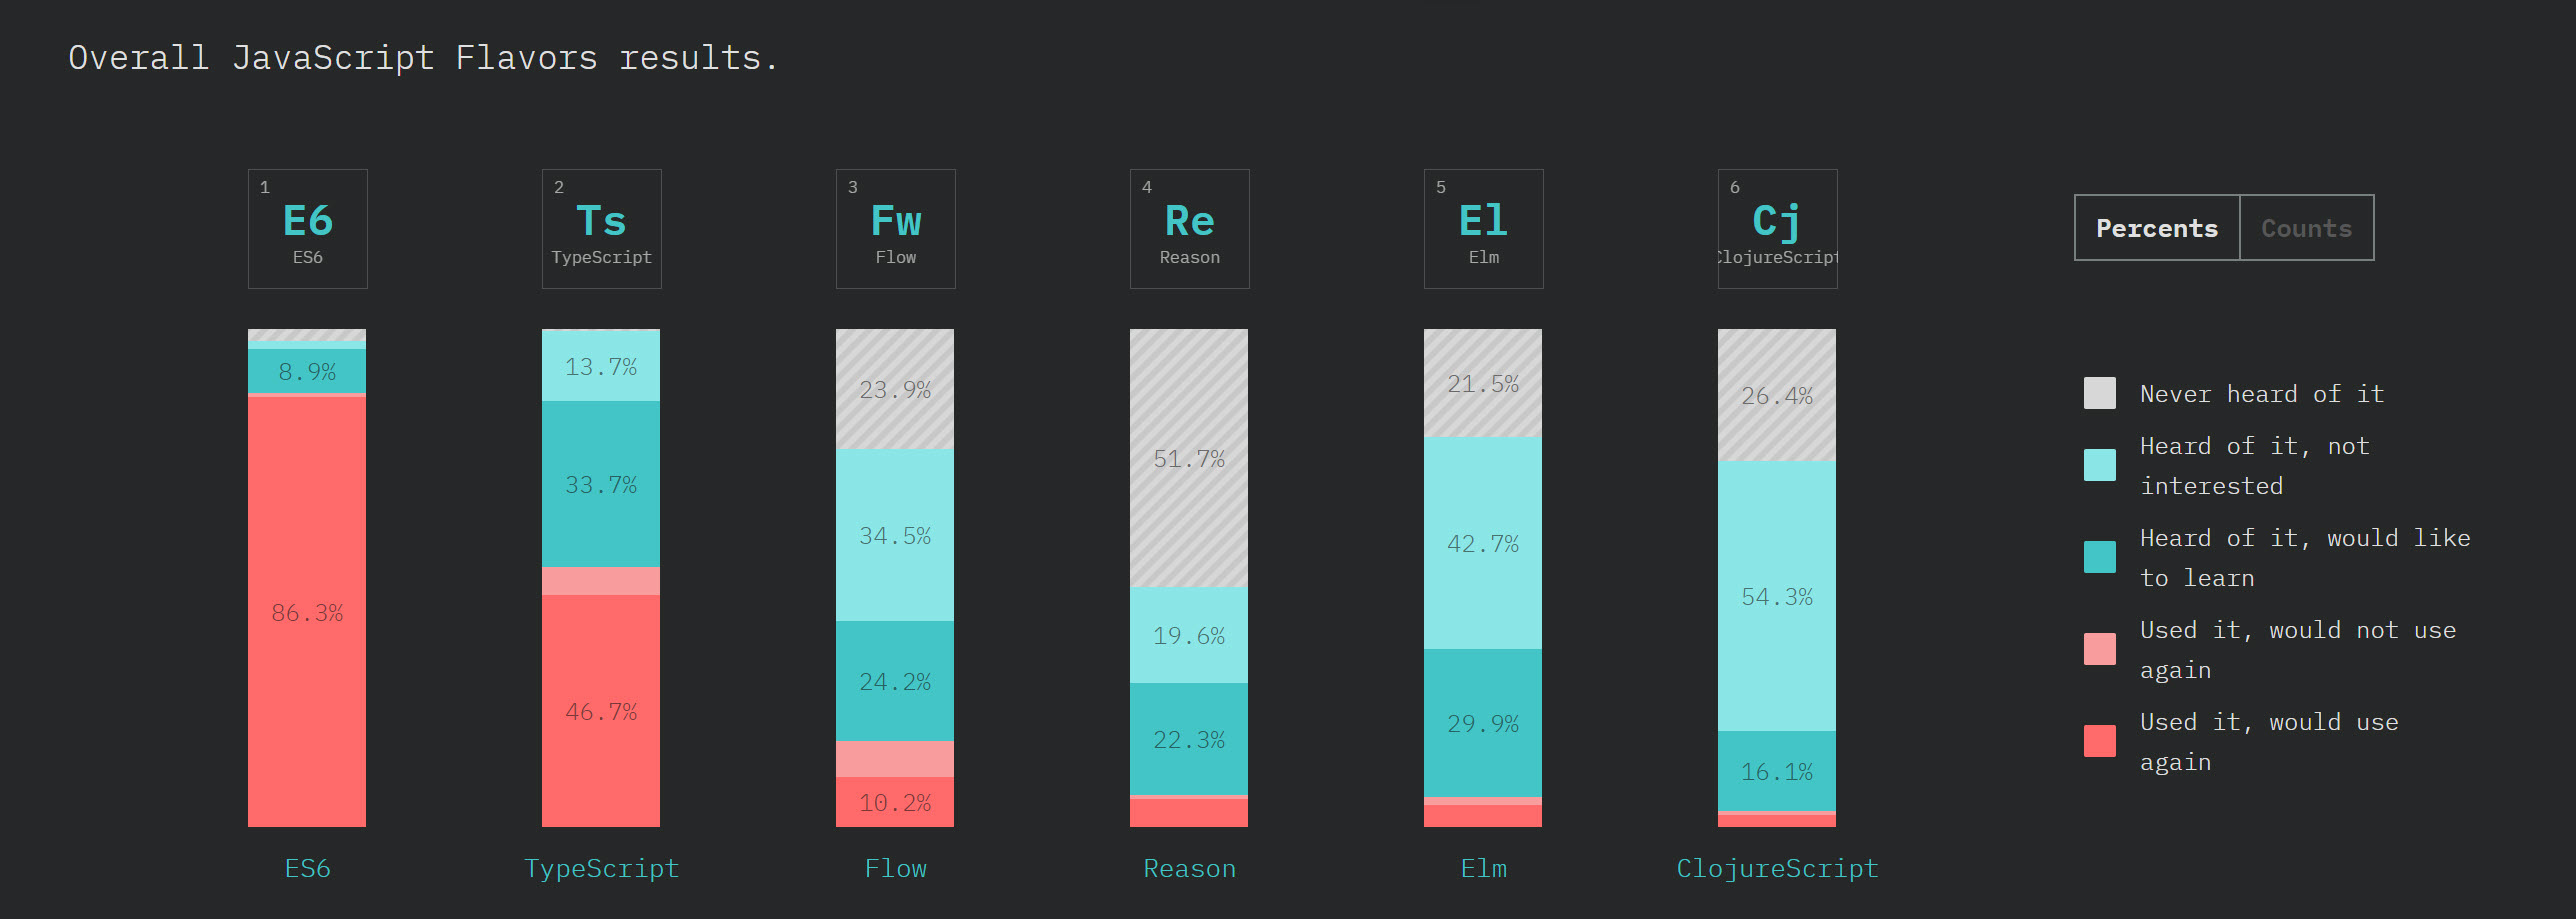 Overall JavaScript Flavors results.
1
E6
ES6
2
Ts
TypeScript
3
Fw
Flow
4
Re
Reason
5
El
Elm
6
Cj
ClojureScript
Percents
Counts
8.9%
86.3%
13.7%
33.7%
46.7%
23.9%
34.5%
24.2%
10.2%
51.7%
19.6%
22.3%
21.5%
42.7%
29.9%
26.4%
54.3%
16.1%
ES6
TypeScript
Flow
Reason
Elm
ClojureScript
Never heard of it
Heard of it, not
interested
Heard of it, would like
to learn
Used it, would not use
again
Used it, would use
again